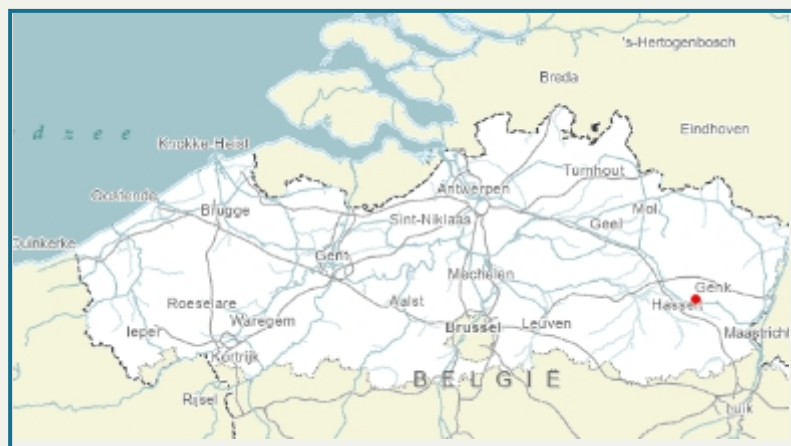 's-Hertogenbosch
Breda
d z e e
Eindhoven
Knokke-Heist
Turnhout
Antwerpen
Oostende
Mol
Brugge
Sint-Niklaas
Geel
Duinkerke
Gent
Mechelen
Genk
Roeselare
Aalst
Hasselt
Waregem
Ieper
Brussel
Leuven
Maastricht
Kortrijk
BELGIË
Rijsel
Luik